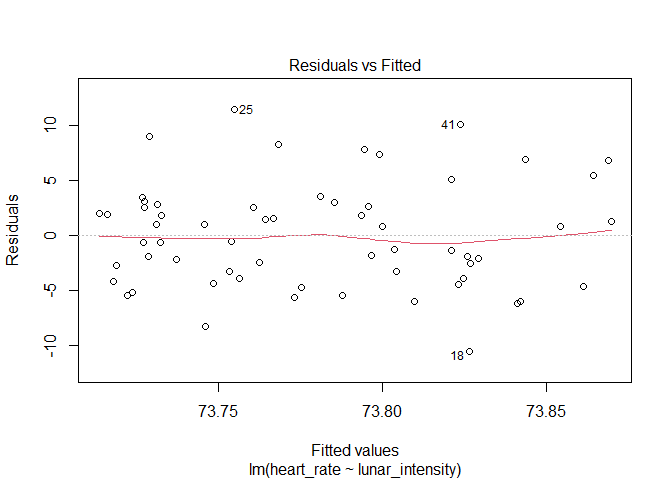 Residuals vs Fitted
Residuals
10
5
0
-5
-10
25
41
18
73.75 73.80 73.85
Fitted values
lm(heart_rate ~ lunar_intensity)